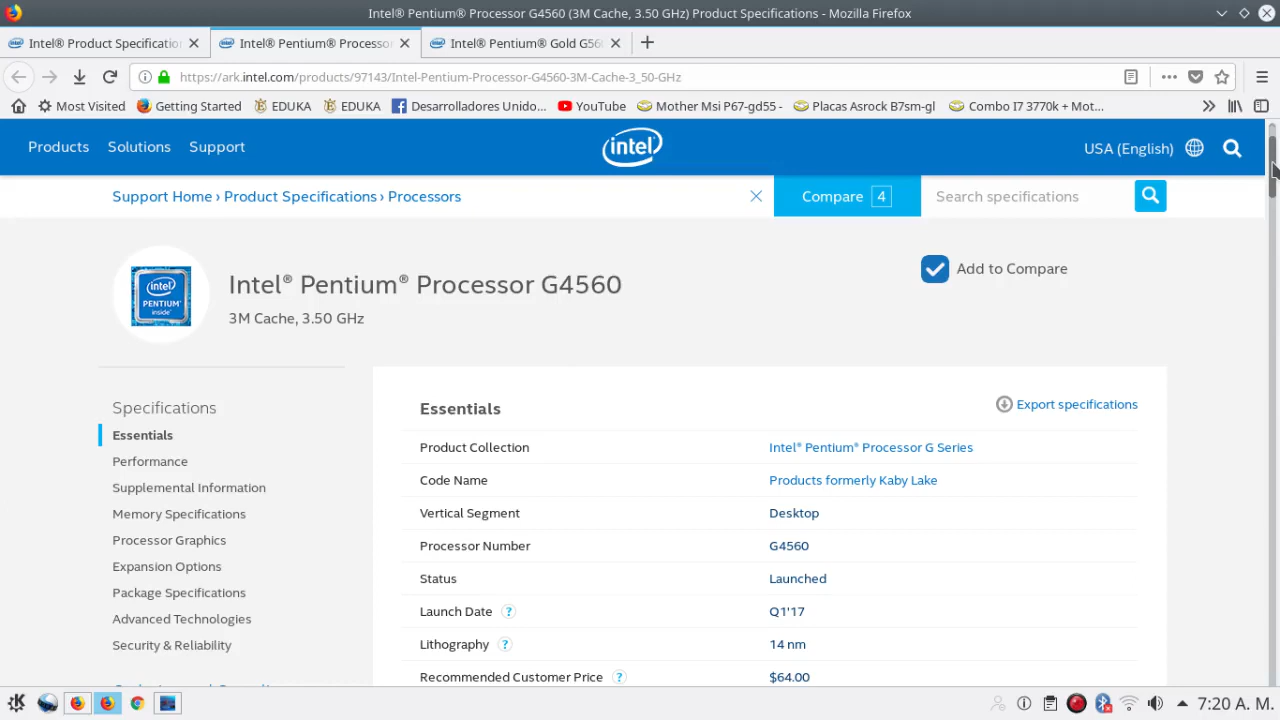 Intel® Pentium® Processor G4560 (3M Cache, 3.50 GHz) Product Specifications - Mozilla Firefox
Intel® Product Specificatio
Intel® Pentium® Processo
Intel® Pentium® Gold G56
https://ark.intel.com/products/97143/Intel-Pentium-Processor-G4560-3M-Cache-3_50-GHz
Most Visited Getting Started EDUKA EDUKA Desarrolladores Unido... YouTube Mother Msi P67-gd55 - Placas Asrock B7sm-gl Combo I7 3770k + Mot...
Products Solutions Support intel USA (English)
Support Home › Product Specifications › Processors Compare 4 Search specifications
Intel® Pentium® Processor G4560
Add to Compare
3M Cache, 3.50 GHz
intel
PENTIUM®
inside™
Specifications
Essentials
Performance
Supplemental Information
Memory Specifications
Processor Graphics
Expansion Options
Package Specifications
Advanced Technologies
Security & Reliability
Essentials
Export specifications
Product Collection Intel® Pentium® Processor G Series
Code Name Products formerly Kaby Lake
Vertical Segment Desktop
Processor Number G4560
Status Launched
Launch Date ? Q1'17
Lithography ? 14 nm
Recommended Customer Price ? $64.00
7:20 A. M.